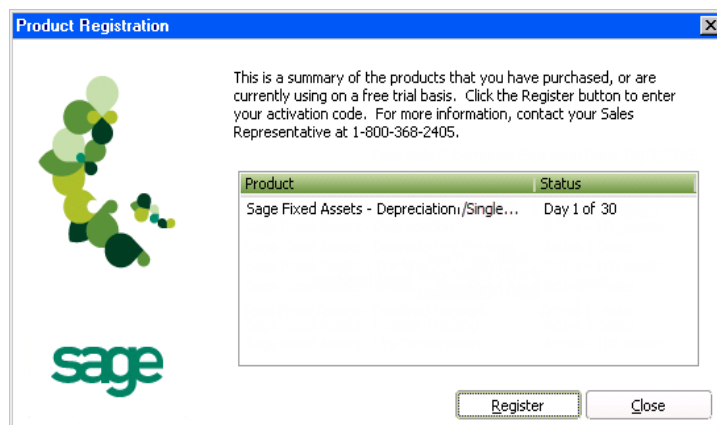 Product Registration
This is a summary of the products that you have purchased, or are
currently using on a free trial basis. Click the Register button to enter
your activation code. For more information, contact your Sales
Representative at 1-800-368-2405.
Product Status
Sage Fixed Assets - Depreciation/Single... Day 1 of 30
sage
Register Close